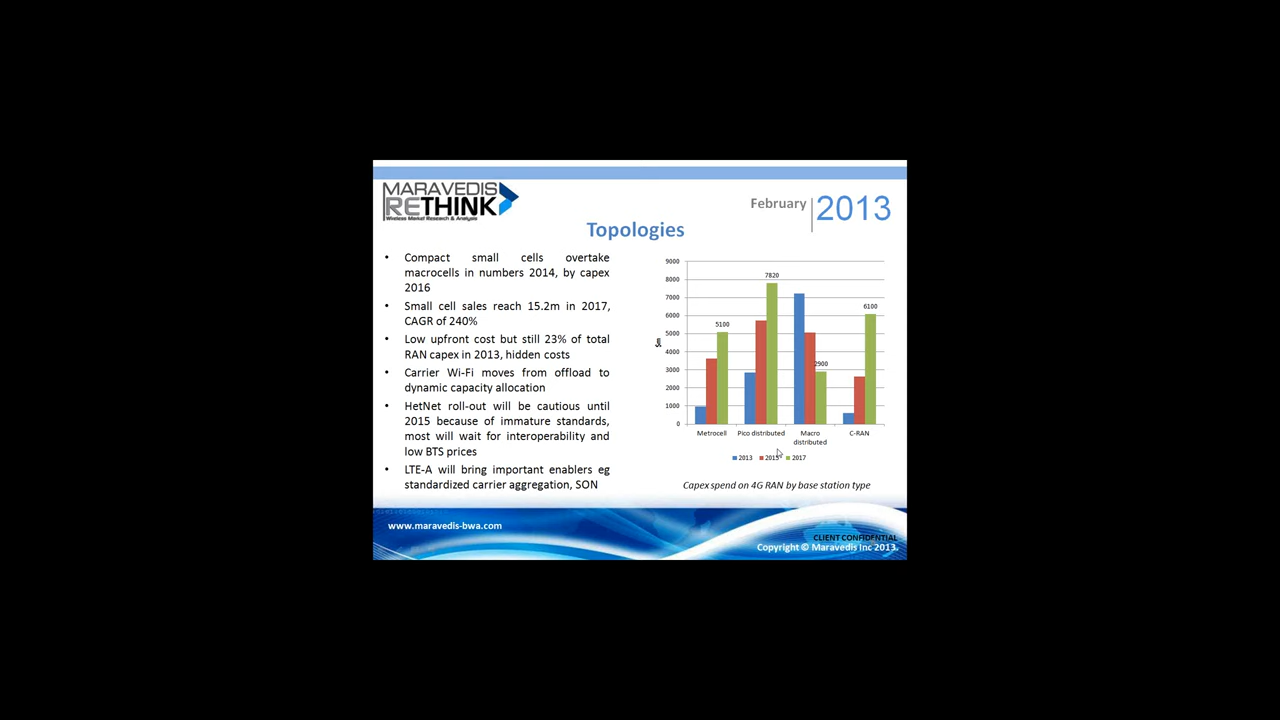 MARAVEDIS
RETHINK
Wireless Market Research & Analysis
February
2013
Topologies
• Compact small cells overtake
macrocells in numbers 2014, by capex
2016
• Small cell sales reach 15.2m in 2017,
CAGR of 240%
• Low upfront cost but still 23% of total
RAN capex in 2013, hidden costs
• Carrier Wi-Fi moves from offload to
dynamic capacity allocation
• HetNet roll-out will be cautious until
2015 because of immature standards,
most will wait for interoperability and
low BTS prices
• LTE-A will bring important enablers eg
standardized carrier aggregation, SON
9000
8000
7000
6000
5000
4000
3000
2000
1000
0
$m
5100
7820
2900
6100
Metrocell
Pico distributed
Macro
distributed
C-RAN
2013 2015 2017
Capex spend on 4G RAN by base station type
www.maravedis-bwa.com
CLIENT CONFIDENTIAL
Copyright © Maravedis Inc 2013.